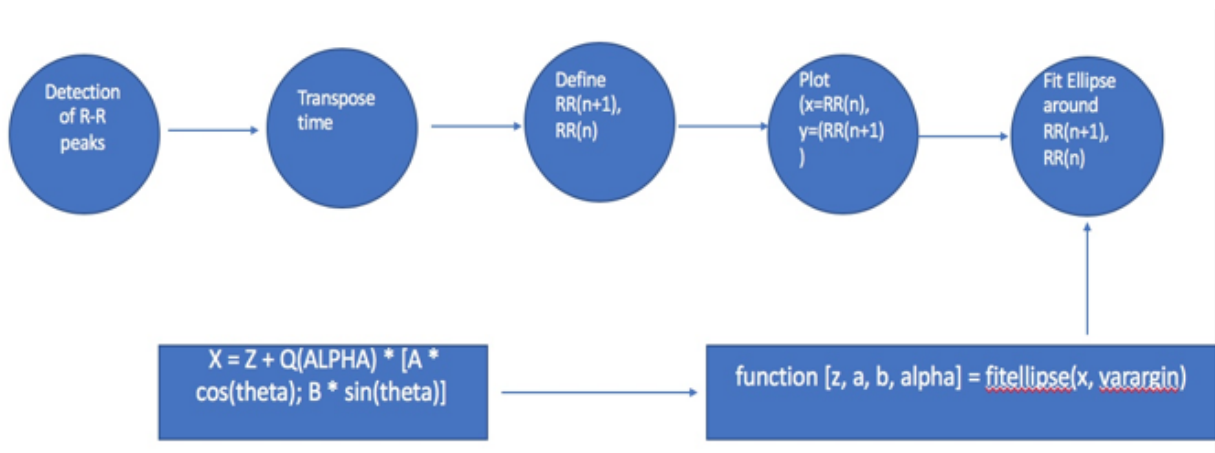 Detection
of R-R
peaks
Transpose
time
Define
RR(n+1),
RR(n)
Plot
(x=RR(n),
y=(RR(n+1)
)
Fit Ellipse
around
RR(n+1),
RR(n)
X = Z + Q(ALPHA) * [A *
cos(theta); B * sin(theta)]
function [z, a, b, alpha] = fitellipse(x, varargin)